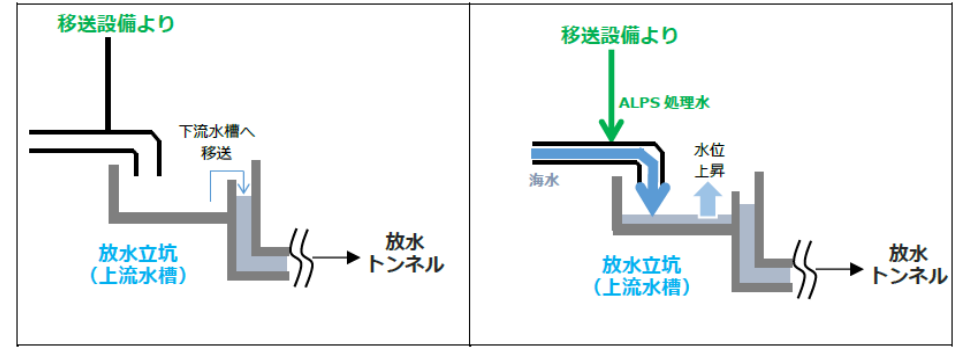 移送設備より
下流水槽へ
移送
放水立坑
（上流水槽）
放水
トンネル
移送設備より
ALPS 処理水
海水
水位
上昇
放水立坑
（上流水槽）
放水
トンネル